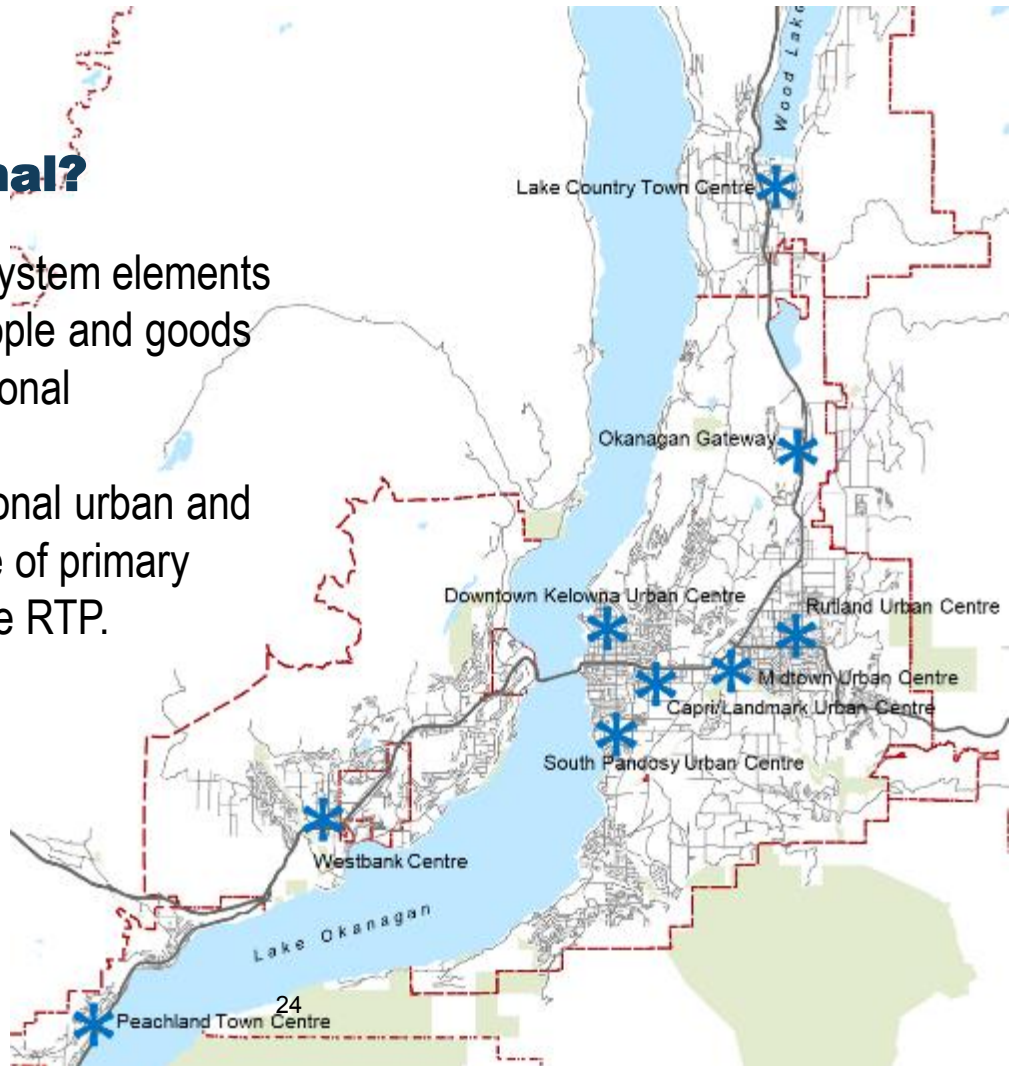 nal?
ystem elements
ople and goods
onal
onal urban and
e of primary
e RTP.
Wood Lake
Lake Country Town Centre
Okanagan Gateway
Downtown Kelowna Urban Centre
Rutland Urban Centre
Midtown Urban Centre
Capri/Landmark Urban Centre
South Pandosy Urban Centre
Westbank Centre
Lake Okanagan
24
Peachland Town Centre